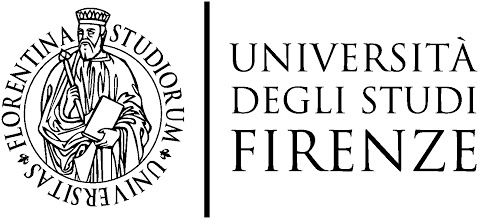 FLORENTINA STUDIORUM UNIVERSITAS
UNIVERSITÀ
DEGLI STUDI
FIRENZE